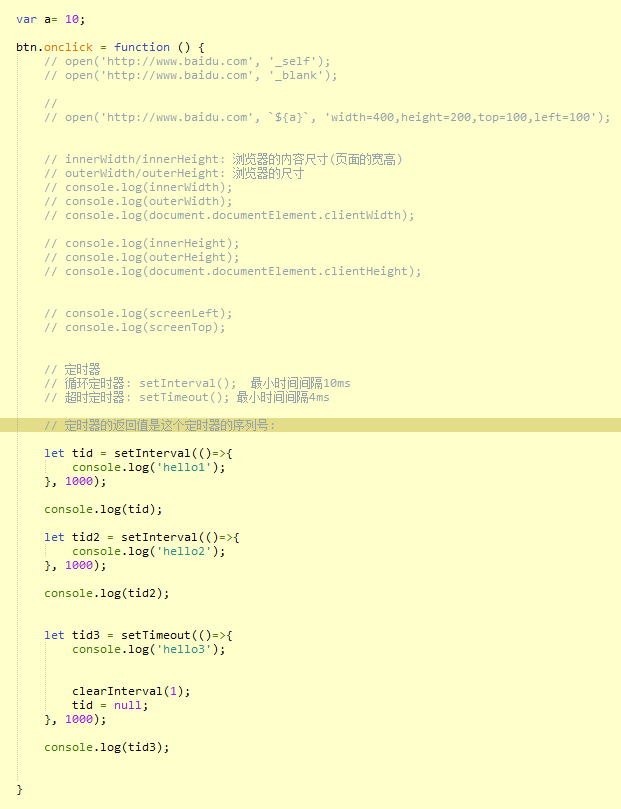 var a= 10;
btn.onclick = function () {
// open('http://www.baidu.com', '_self');
// open('http://www.baidu.com', '_blank');
//
// open('http://www.baidu.com', `${a}`, 'width=400,height=200,top=100,left=100');
// innerWidth/innerHeight: 浏览器的内容尺寸(页面的宽高)
// outerWidth/outerHeight: 浏览器的尺寸
// console.log(innerWidth);
// console.log(outerWidth);
// console.log(document.documentElement.clientWidth);
// console.log(innerHeight);
// console.log(outerHeight);
// console.log(document.documentElement.clientHeight);
// console.log(screenLeft);
// console.log(screenTop);
// 定时器
// 循环定时器: setInterval();  最小时间间隔10ms
// 超时定时器: setTimeout(); 最小时间间隔4ms
// 定时器的返回值是这个定时器的序列号:
let tid = setInterval(()=>{
console.log('hello1');
}, 1000);
console.log(tid);
let tid2 = setInterval(()=>{
console.log('hello2');
}, 1000);
console.log(tid2);
let tid3 = setTimeout(()=>{
console.log('hello3');
clearInterval(1);
tid = null;
}, 1000);
console.log(tid3);
}